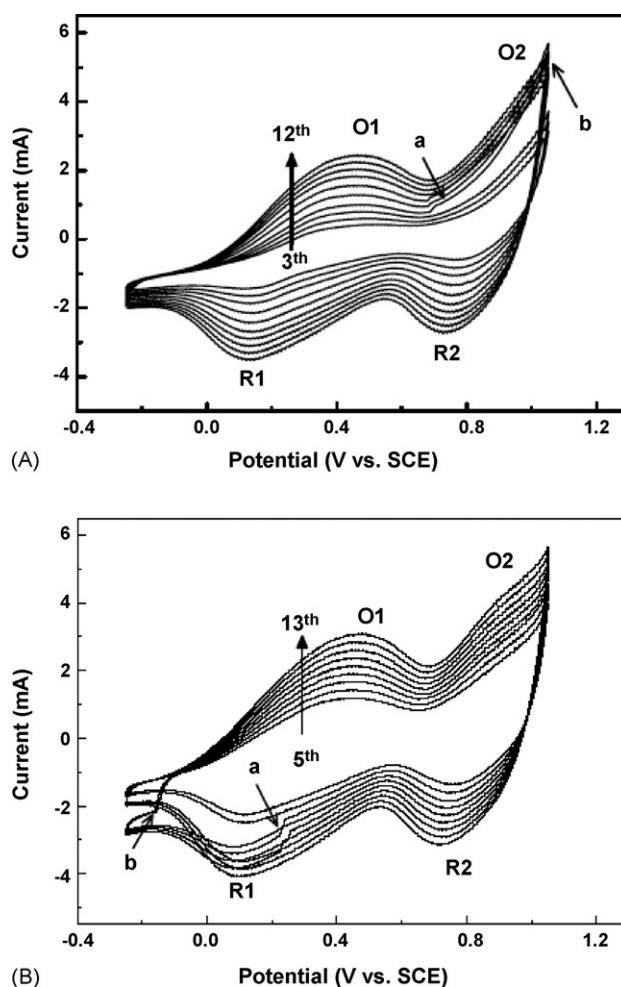 6
4
2
0
-2
-4
Current (mA)
12th
3th
O1
O2
a
b
R1
R2
-0.4
0.0
0.4
0.8
1.2
(A)
Potential (V vs. SCE)
6
4
2
0
-2
-4
Current (mA)
13th
5th
O1
O2
a
b
R1
R2
-0.4
0.0
0.4
0.8
1.2
(B)
Potential (V vs. SCE)